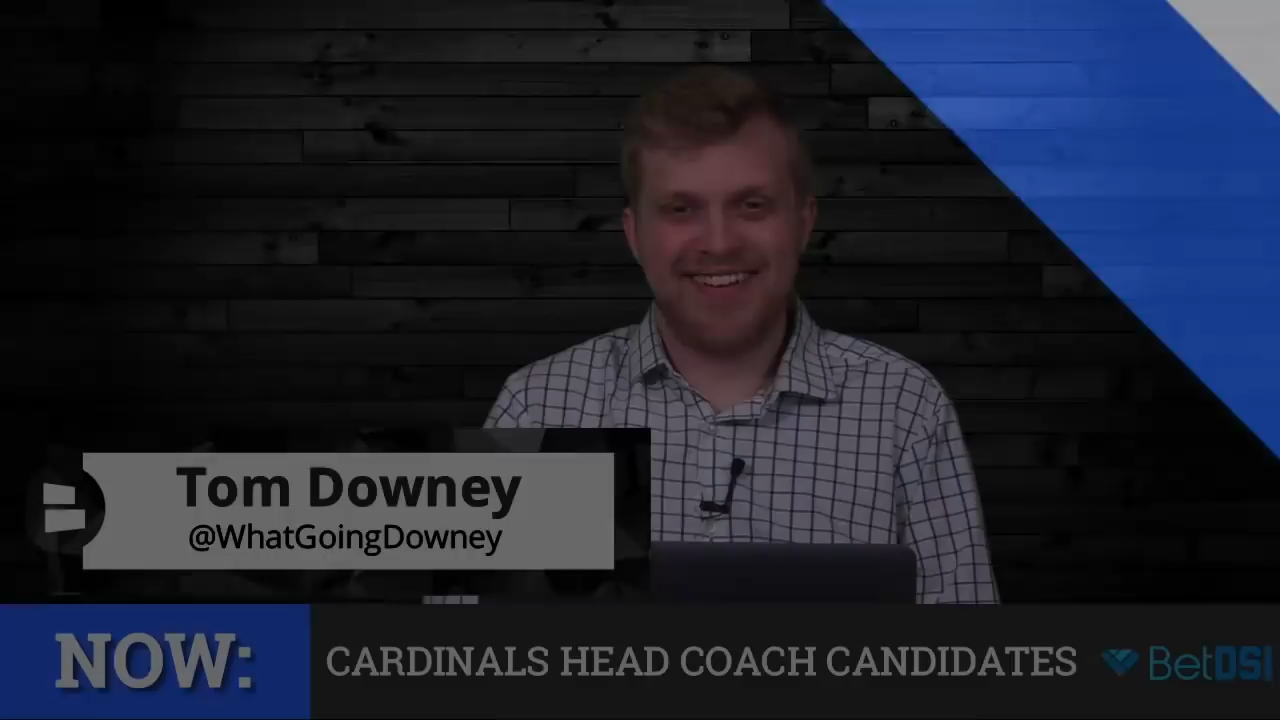 Tom Downey
@WhatGoingDowney
NOW:
CARDINALS HEAD COACH CANDIDATES
BetDSI